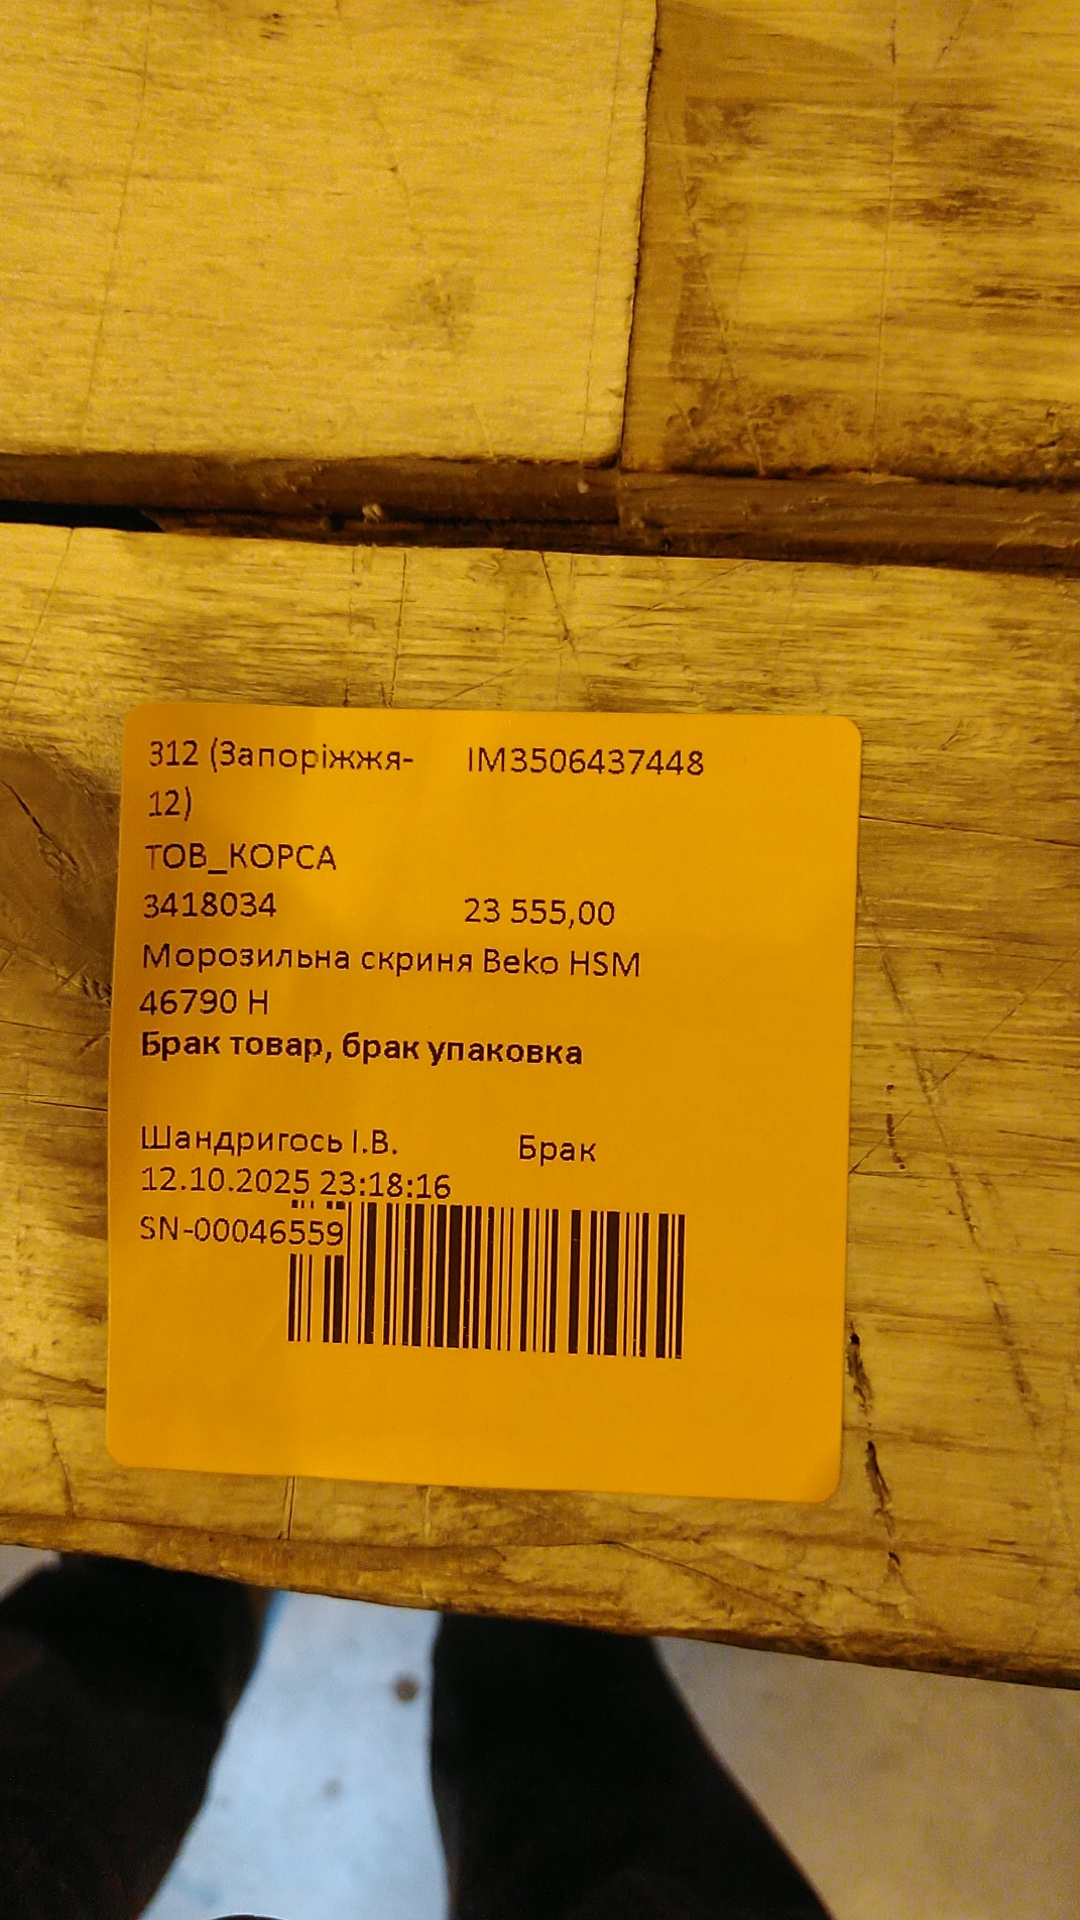 312 (Запоріжжя- ІМ3506437448
12)
ТОВ_КОРСА
3418034 23 555,00
Морозильна скриня Beko HSM
46790 H
Брак товар, брак упаковка
Шандригось І.В. Брак
12.10.2025 23:18:16
SN-00046559